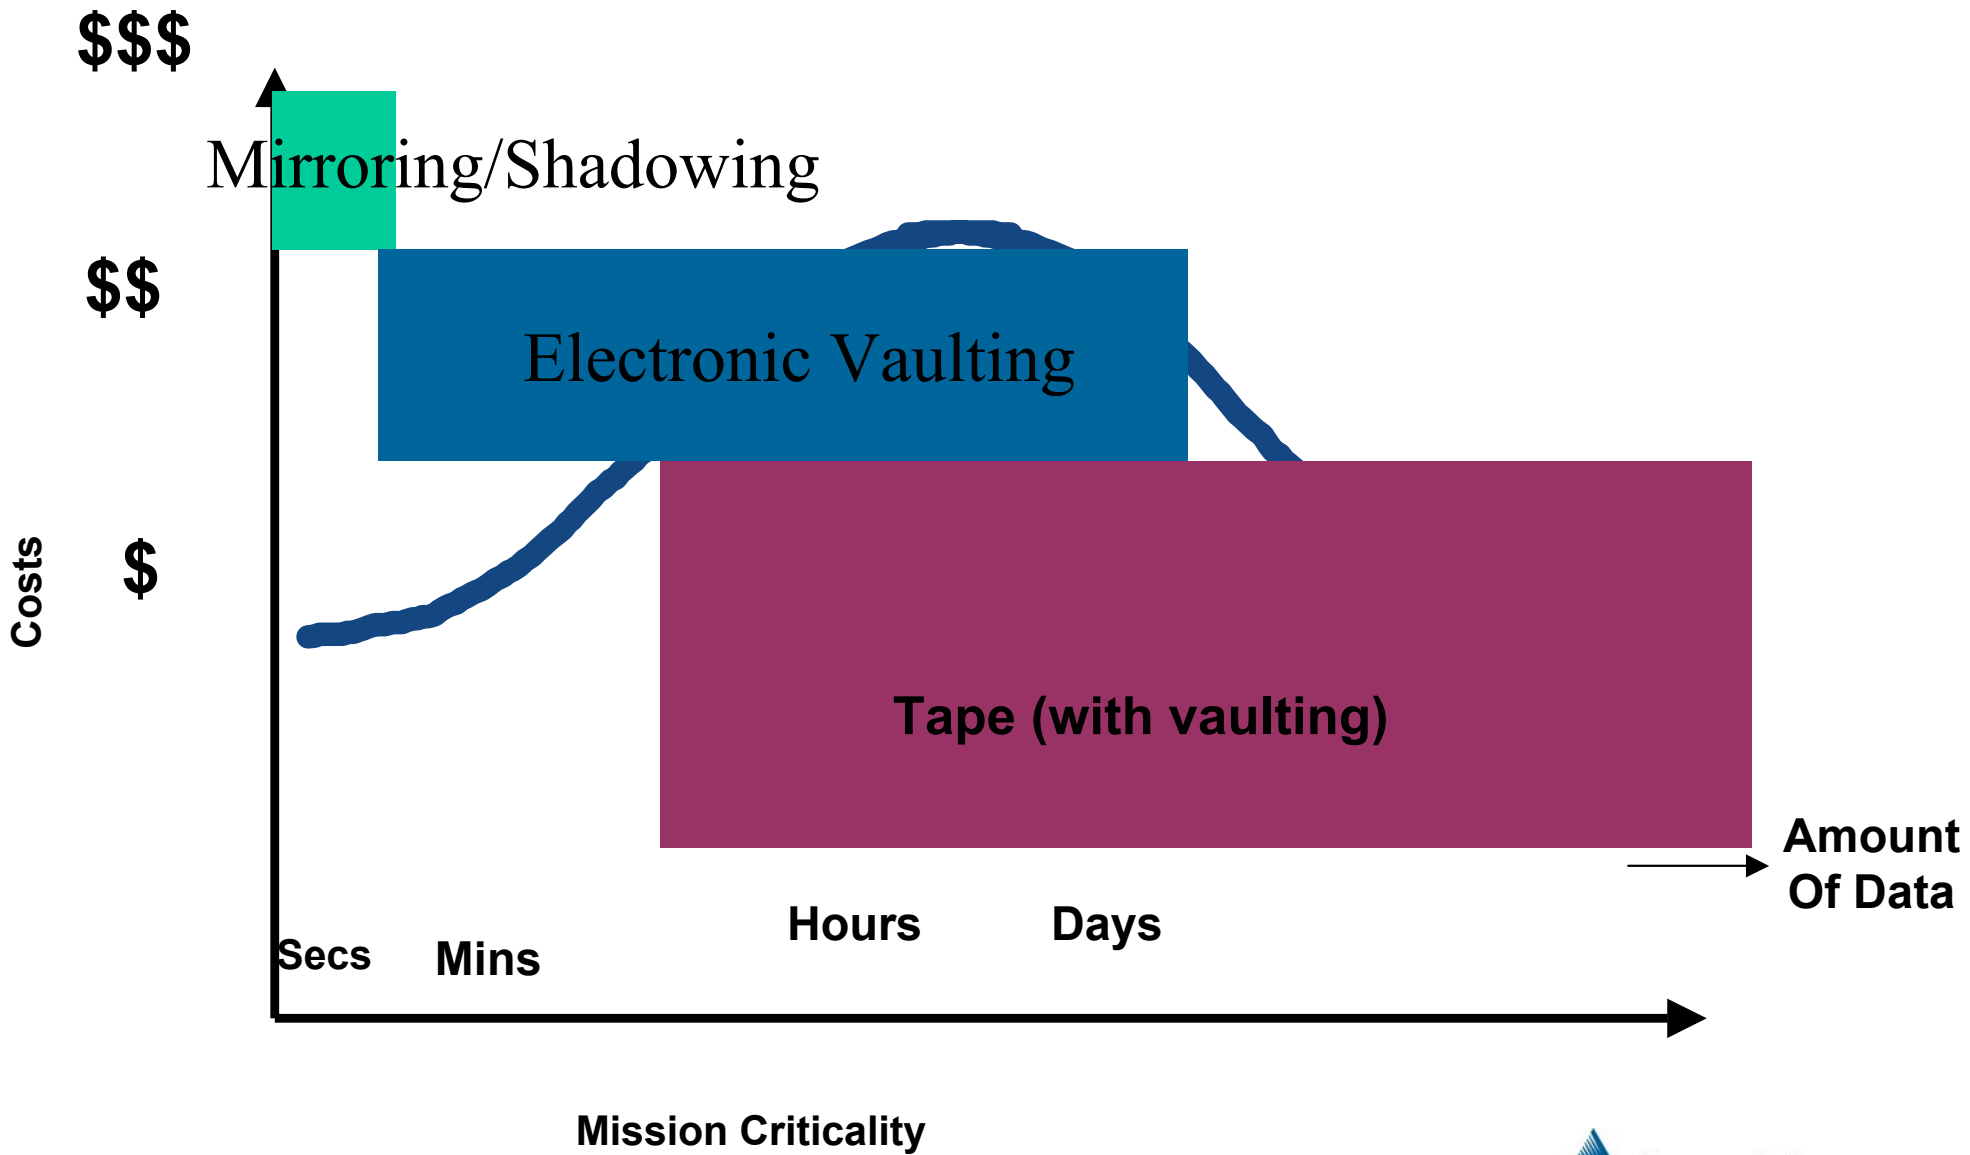 $$$
Mirroring/Shadowing
$$
Electronic Vaulting
Costs
$
Tape (with vaulting)
Amount
Of Data
Hours
Days
Secs
Mins
Mission Criticality